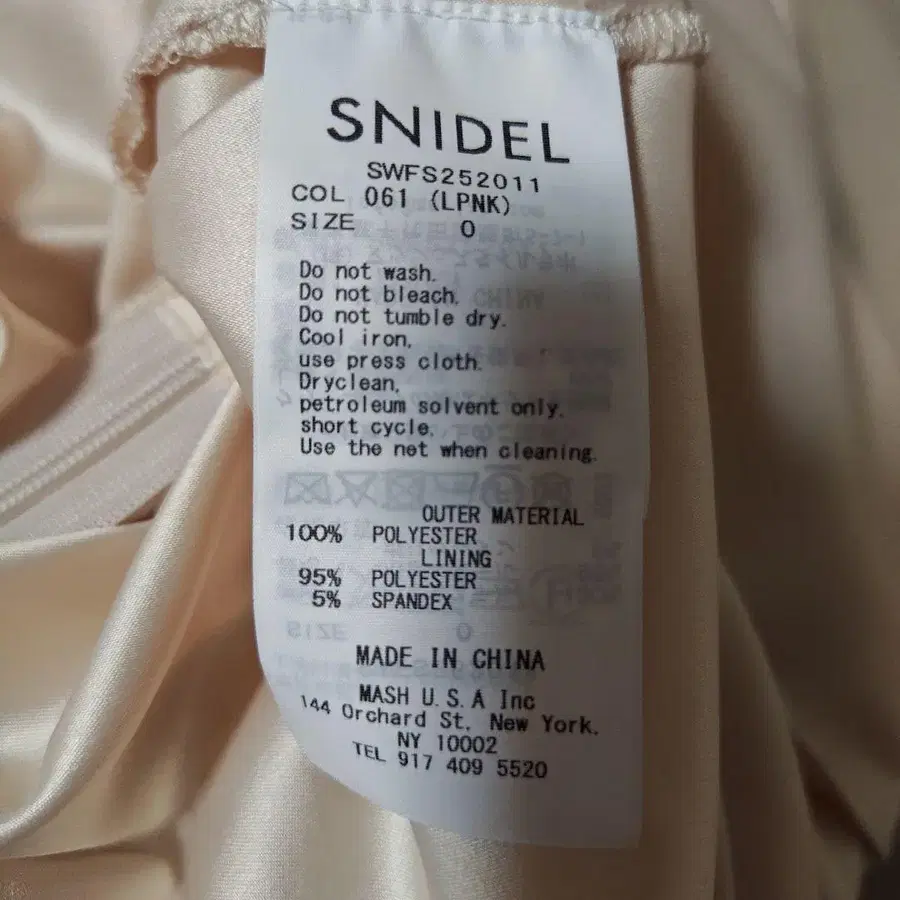 SNIDEL
SWFS252011
COL 061 (LPNK)
SIZE 0
Do not wash.
Do not bleach.
Do not tumble dry.
Cool iron,
use press cloth.
Dryclean,
petroleum solvent only,
short cycle,
Use the net when cleaning.
OUTER MATERIAL
100% POLYESTER
LINING
95% POLYESTER
5% SPANDEX
MADE IN CHINA
MASH U.S.A Inc
144 Orchard St, New York,
NY 10002
TEL 917 409 5520